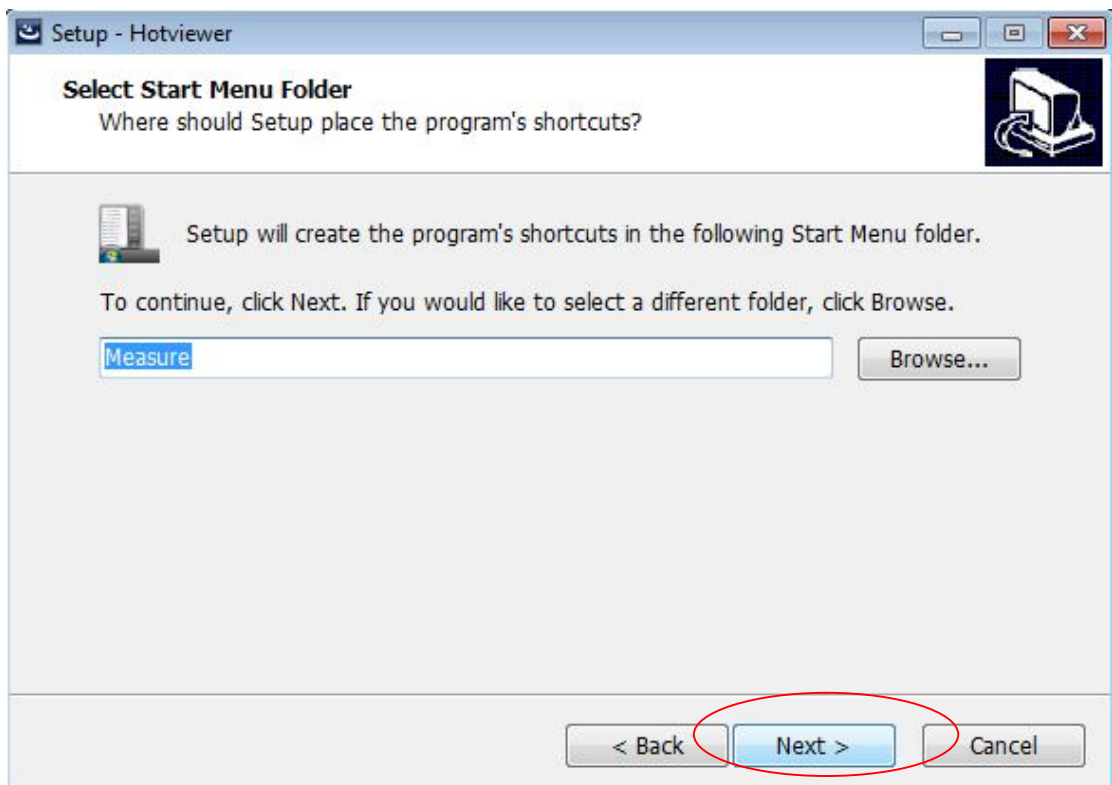 Setup - Hotviewer
Select Start Menu Folder
Where should Setup place the program's shortcuts?
Setup will create the program's shortcuts in the following Start Menu folder.
To continue, click Next. If you would like to select a different folder, click Browse.
Measure
Browse...
< Back
Next >
Cancel